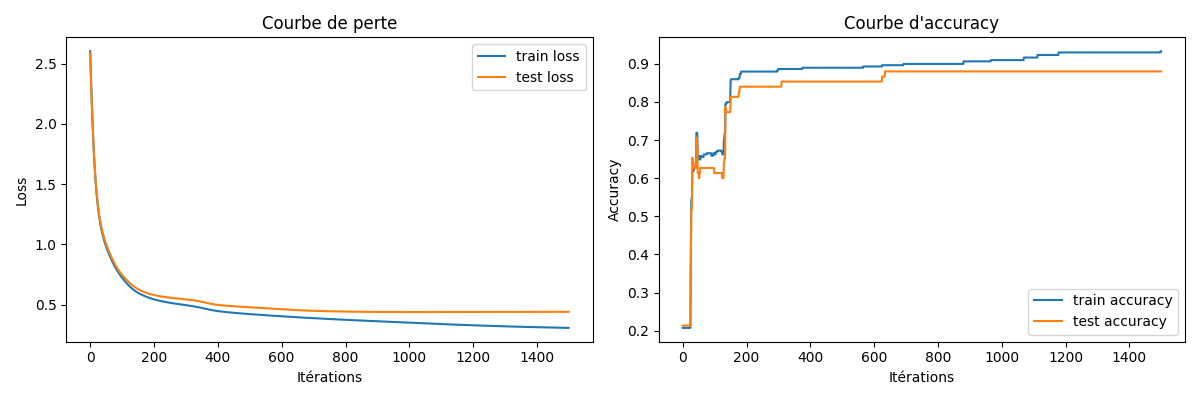 Courbe de perte
2.5
2.0
1.5
1.0
0.5
Loss
train loss
test loss
0 200 400 600 800 1000 1200 1400
Itérations
Courbe d'accuracy
0.9
0.8
0.7
0.6
0.5
0.4
0.3
0.2
Accuracy
train accuracy
test accuracy
0 200 400 600 800 1000 1200 1400
Itérations